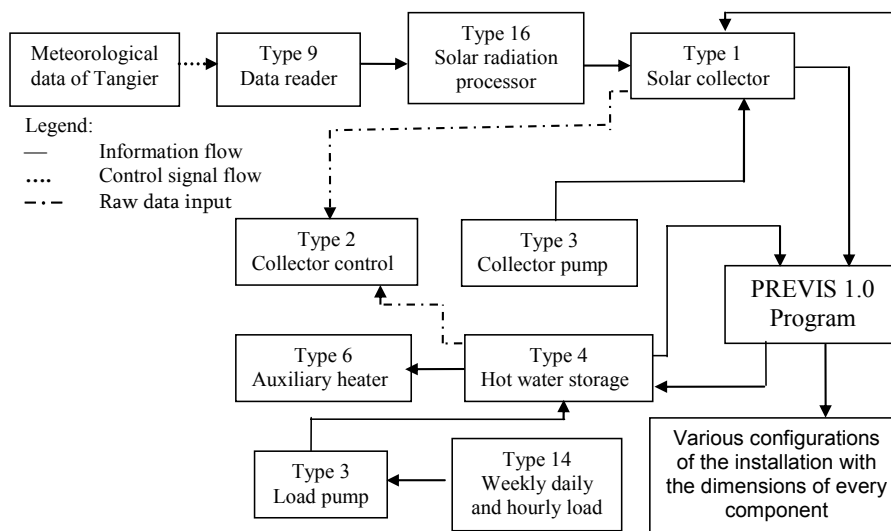 Meteorological
data of Tangier
Type 9
Data reader
Type 16
Solar radiation
processor
Type 1
Solar collector
Legend:
Information flow
Control signal flow
Raw data input
Type 2
Collector control
Type 3
Collector pump
PREVIS 1.0
Program
Type 6
Auxiliary heater
Type 4
Hot water storage
Type 3
Load pump
Type 14
Weekly daily
and hourly load
Various configurations
of the installation with
the dimensions of every
component